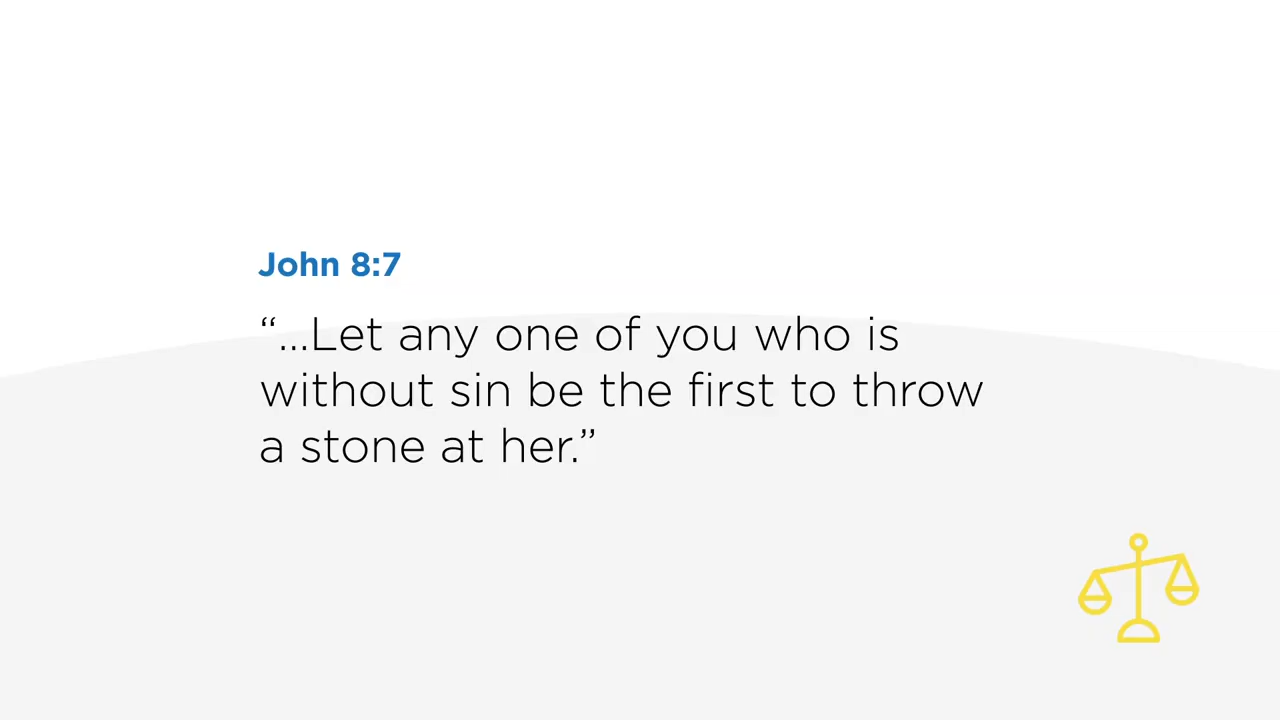 John 8:7
“...Let any one of you who is
without sin be the first to throw
a stone at her.”